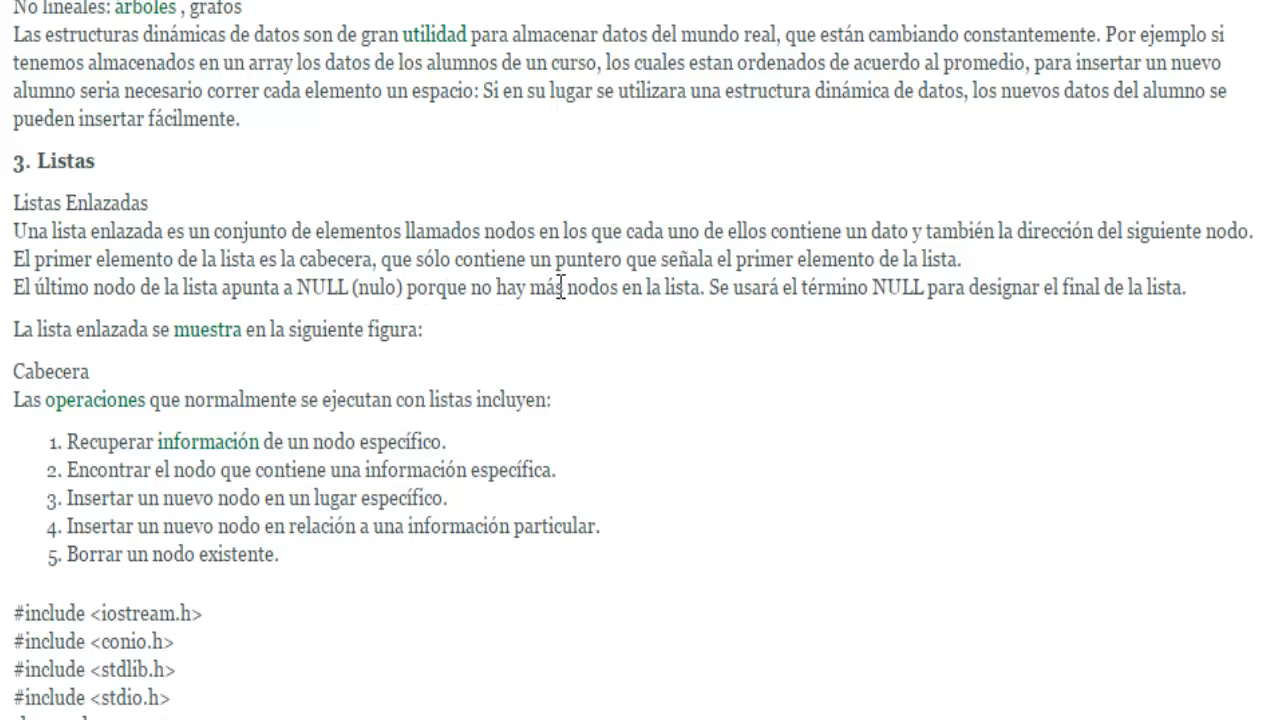 No lineales: árboles , grafos
Las estructuras dinámicas de datos son de gran utilidad para almacenar datos del mundo real, que están cambiando constantemente. Por ejemplo si
tenemos almacenados en un array los datos de los alumnos de un curso, los cuales estan ordenados de acuerdo al promedio, para insertar un nuevo
alumno seria necesario correr cada elemento un espacio: Si en su lugar se utilizara una estructura dinámica de datos, los nuevos datos del alumno se
pueden insertar fácilmente.
3. Listas
Listas Enlazadas
Una lista enlazada es un conjunto de elementos llamados nodos en los que cada uno de ellos contiene un dato y también la dirección del siguiente nodo.
El primer elemento de la lista es la cabecera, que sólo contiene un puntero que señala el primer elemento de la lista.
El último nodo de la lista apunta a NULL (nulo) porque no hay más nodos en la lista. Se usará el término NULL para designar el final de la lista.
La lista enlazada se muestra en la siguiente figura:
Cabecera
Las operaciones que normalmente se ejecutan con listas incluyen:
1. Recuperar información de un nodo específico.
2. Encontrar el nodo que contiene una información específica.
3. Insertar un nuevo nodo en un lugar específico.
4. Insertar un nuevo nodo en relación a una información particular.
5. Borrar un nodo existente.
#include <iostream.h>
#include <conio.h>
#include <stdlib.h>
#include <stdio.h>